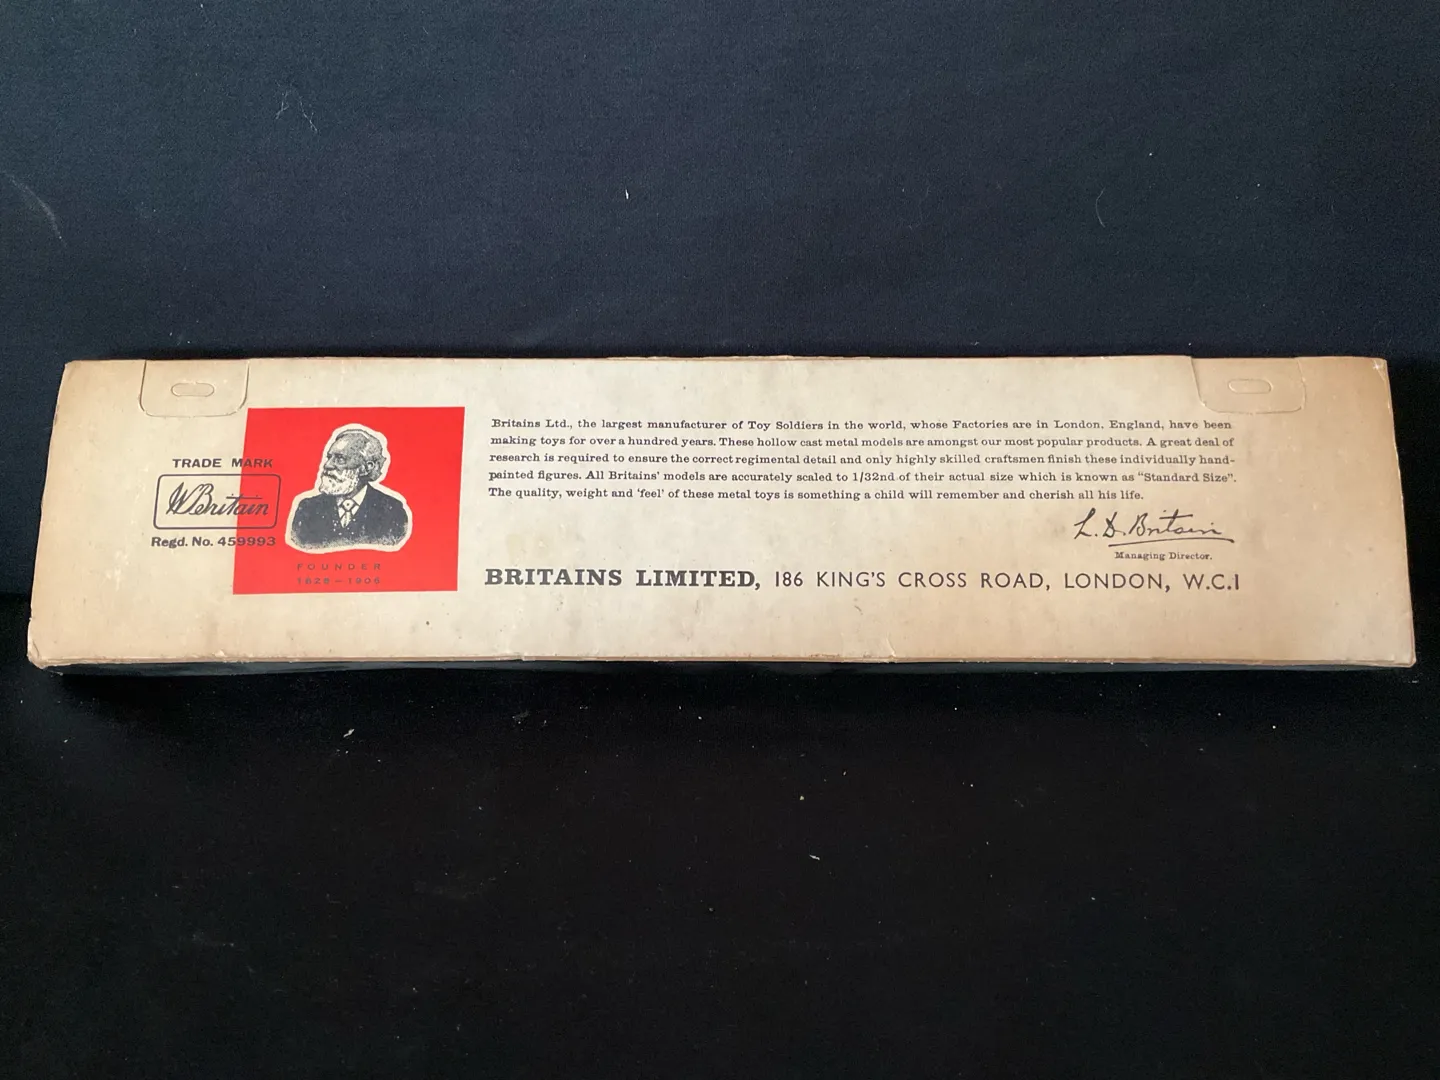 TRADE MARK
W Britain
Regd. No. 459993
FOUNDER
1828-1906
Britains Ltd., the largest manufacturer of Toy Soldiers in the world, whose Factories are in London, England, have been
making toys for over a hundred years. These hollow cast metal models are amongst our most popular products. A great deal of
research is required to ensure the correct regimental detail and only highly skilled craftsmen finish these individually hand-
painted figures. All Britains' models are accurately scaled to 1/32nd of their actual size which is known as "Standard Size".
The quality, weight and 'feel' of these metal toys is something a child will remember and cherish all his life.
L. D. Britain
Managing Director.
BRITAINS LIMITED, 186 KING'S CROSS ROAD, LONDON, W.C.1